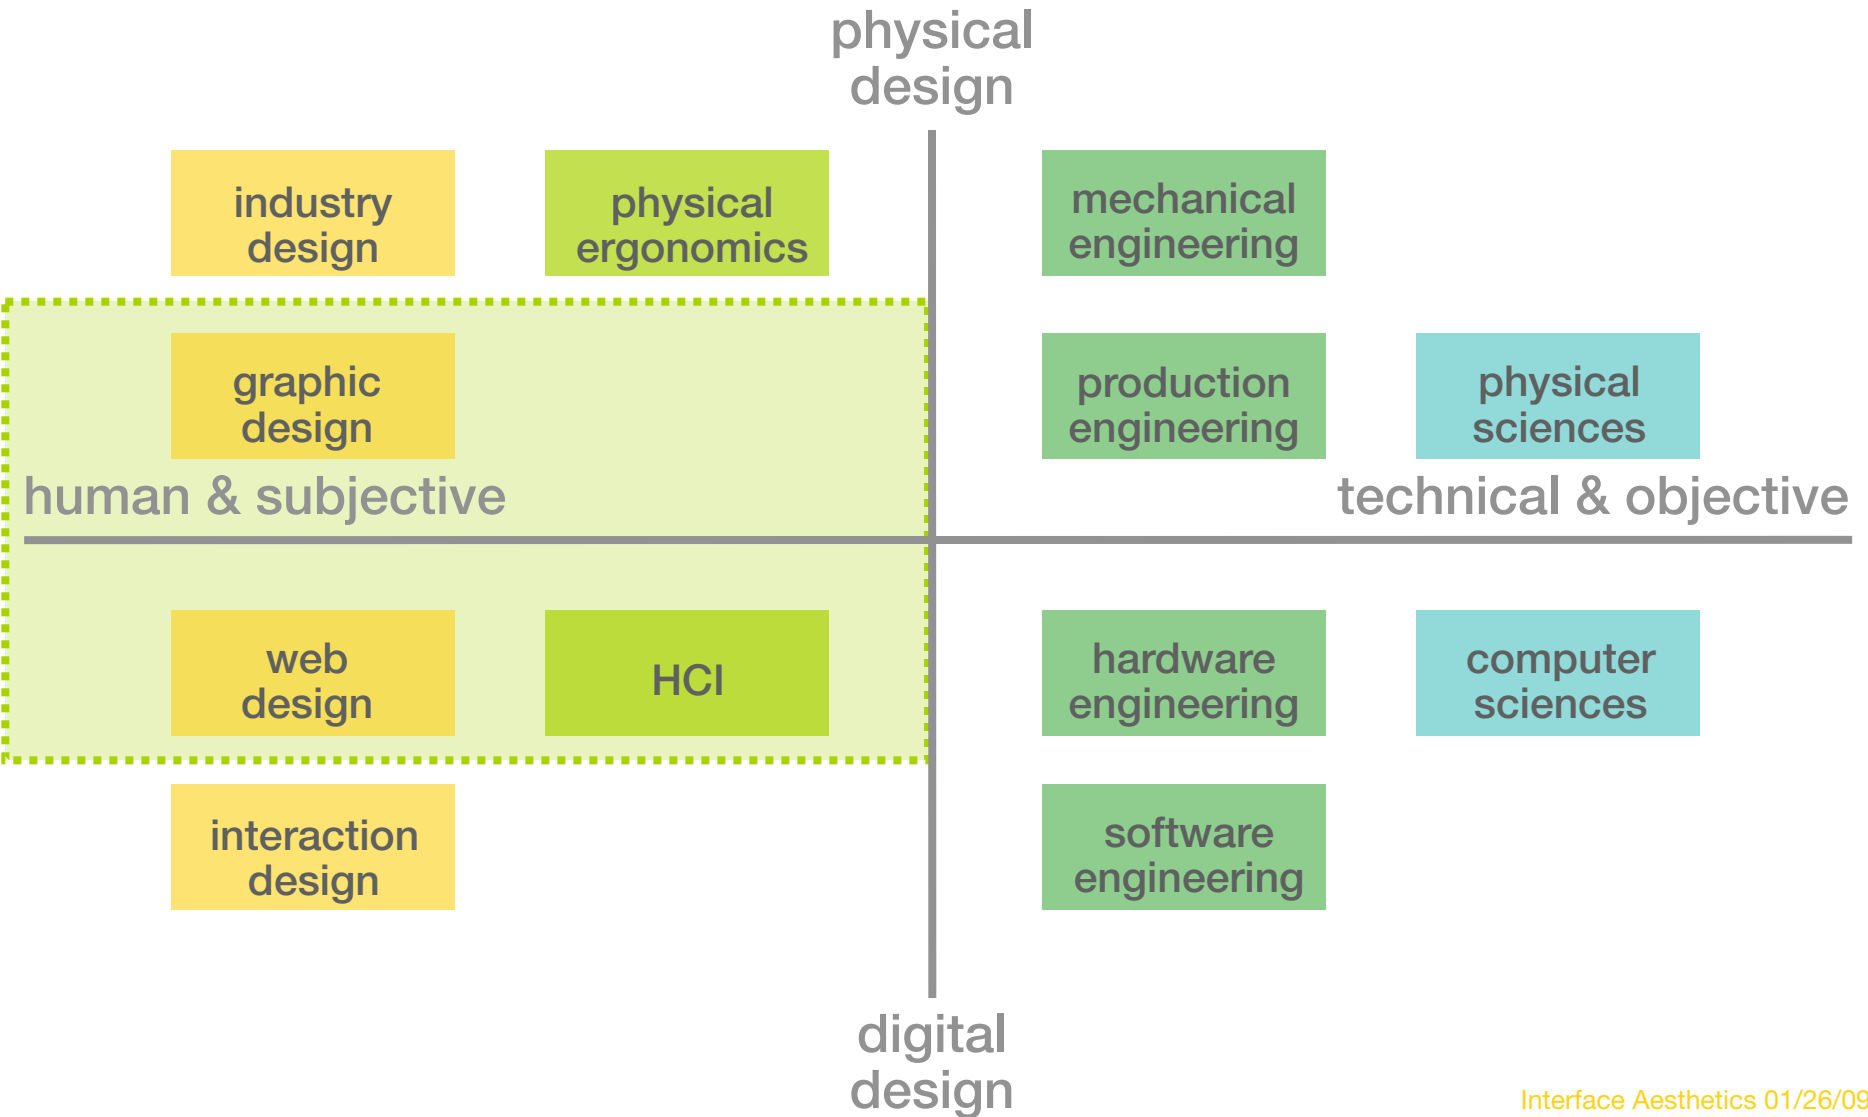 physical
design
industry
design
physical
ergonomics
mechanical
engineering
graphic
design
production
engineering
physical
sciences
human & subjective
technical & objective
web
design
HCI
hardware
engineering
computer
sciences
interaction
design
software
engineering
digital
design
Interface Aesthetics 01/26/09